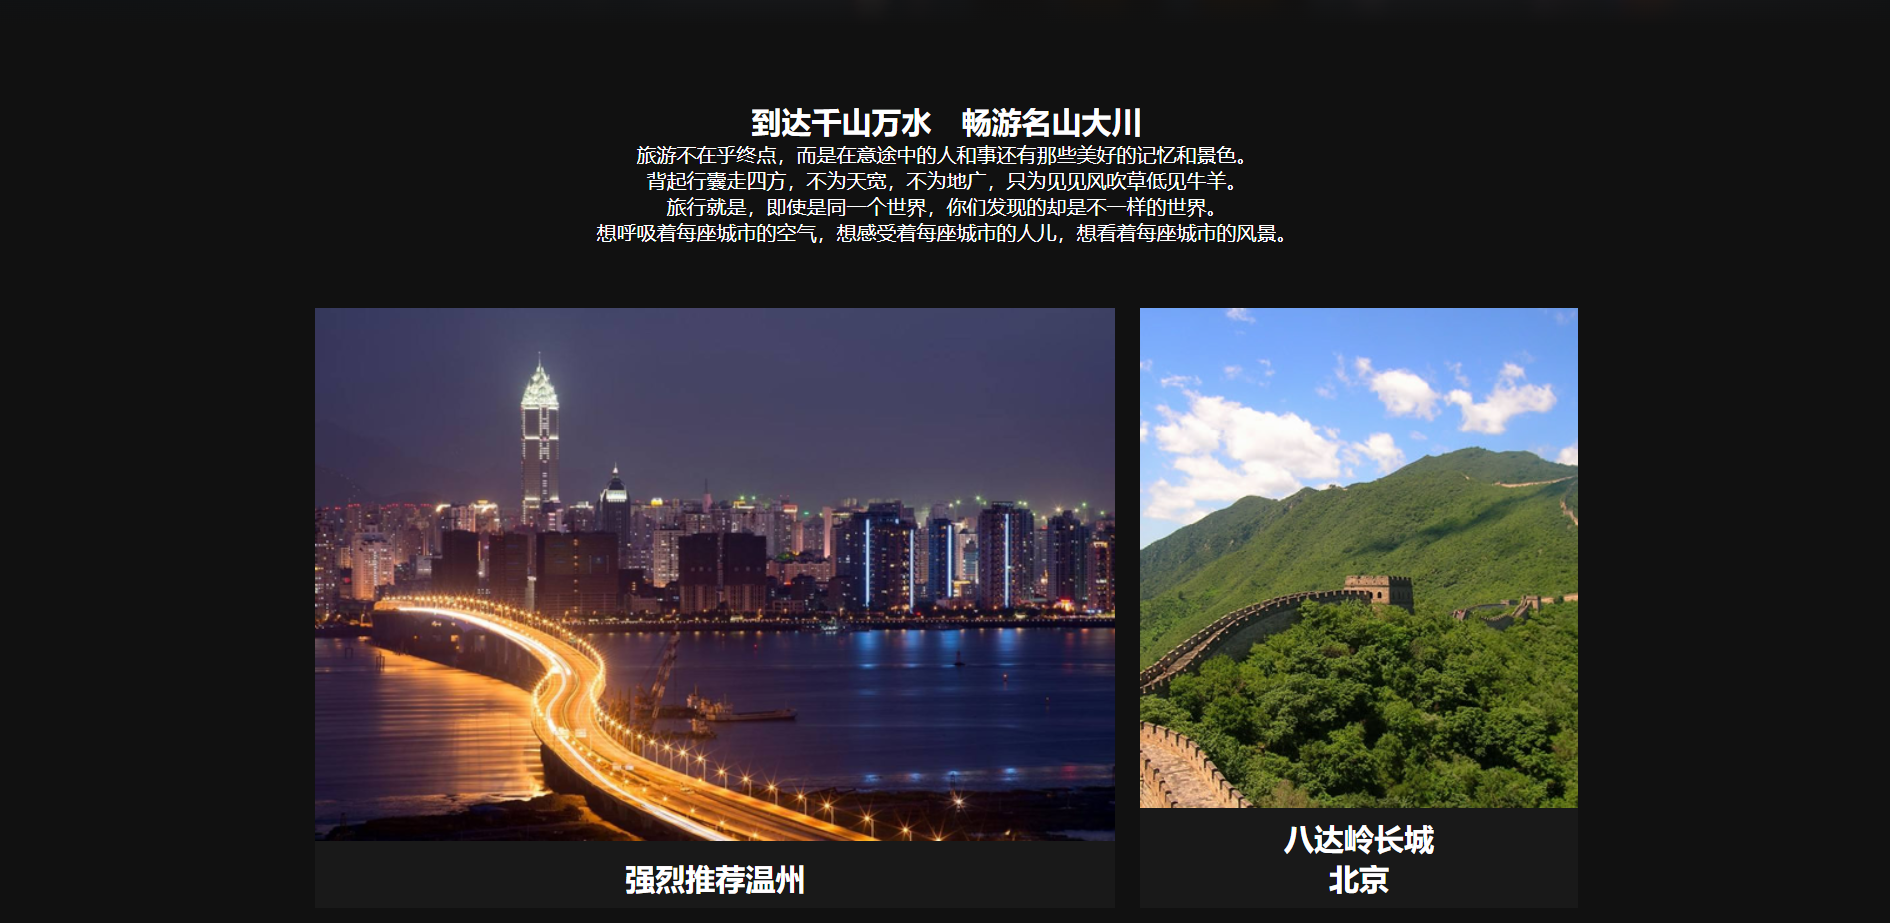 到达千山万水　畅游名山大川
旅游不在乎终点，而是在意途中的人和事还有那些美好的记忆和景色。
背起行囊走四方，不为天宽，不为地广，只为见见风吹草低见牛羊。
旅行就是，即使是同一个世界，你们发现的却是不一样的世界。
想呼吸着每座城市的空气，想感受着每座城市的人儿，想看着每座城市的风景。
强烈推荐温州
八达岭长城
北京